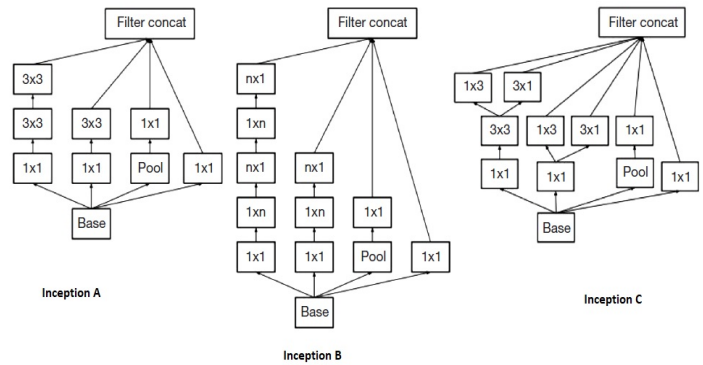 Filter concat
3x3
3x3
3x3
1x1
1x1
1x1
Pool
1x1
Base
Inception A
Filter concat
nx1
1xn
nx1
nx1
1xn
1xn
1x1
1x1
1x1
Pool
1x1
Base
Inception B
Filter concat
1x3
3x1
3x3
1x3
3x1
1x1
1x1
1x1
Pool
1x1
Base
Inception C